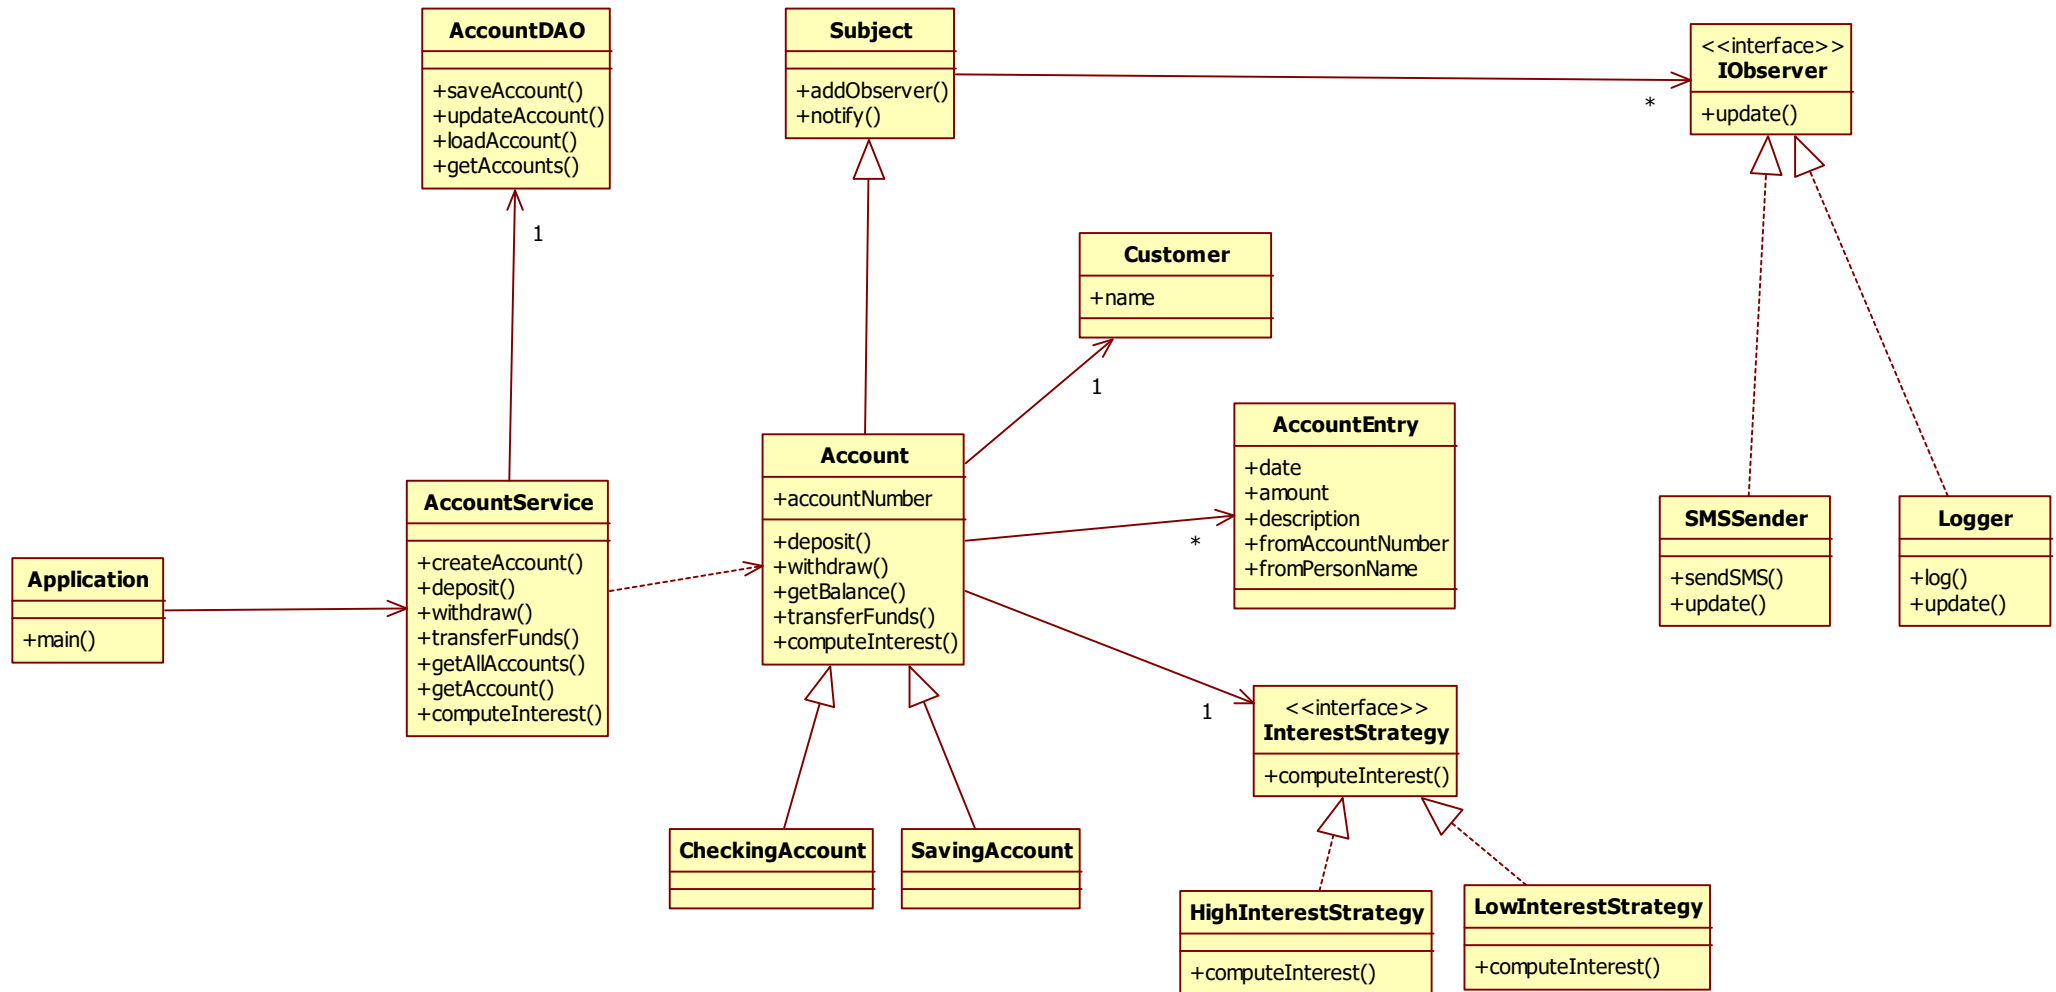 AccountDAO
+saveAccount()
+updateAccount()
+loadAccount()
+getAccounts()
1
Subject
+addObserver()
+notify()
*
<<interface>>
IObserver
+update()
Customer
+name
1
Account
+accountNumber
+deposit()
+withdraw()
+getBalance()
+transferFunds()
+computeInterest()
AccountEntry
+date
+amount
+description
+fromAccountNumber
+fromPersonName
*
AccountService
+createAccount()
+deposit()
+withdraw()
+transferFunds()
+getAllAccounts()
+getAccount()
+computeInterest()
Application
+main()
SMSSender
+sendSMS()
+update()
Logger
+log()
+update()
1
<<interface>>
InterestStrategy
+computeInterest()
CheckingAccount
SavingAccount
HighInterestStrategy
+computeInterest()
LowInterestStrategy
+computeInterest()